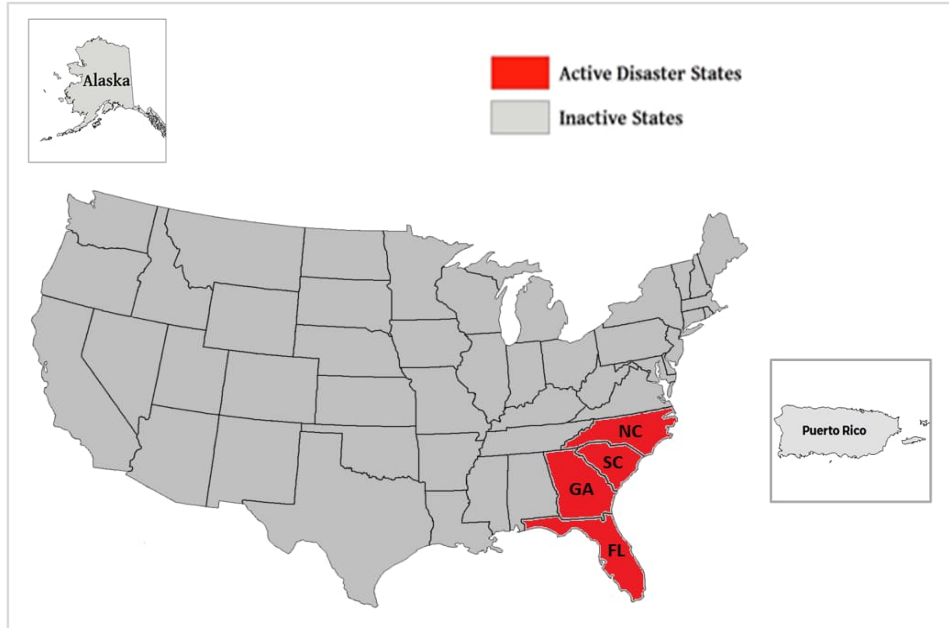 Alaska
Active Disaster States
Inactive States
NC
SC
GA
FL
Puerto Rico